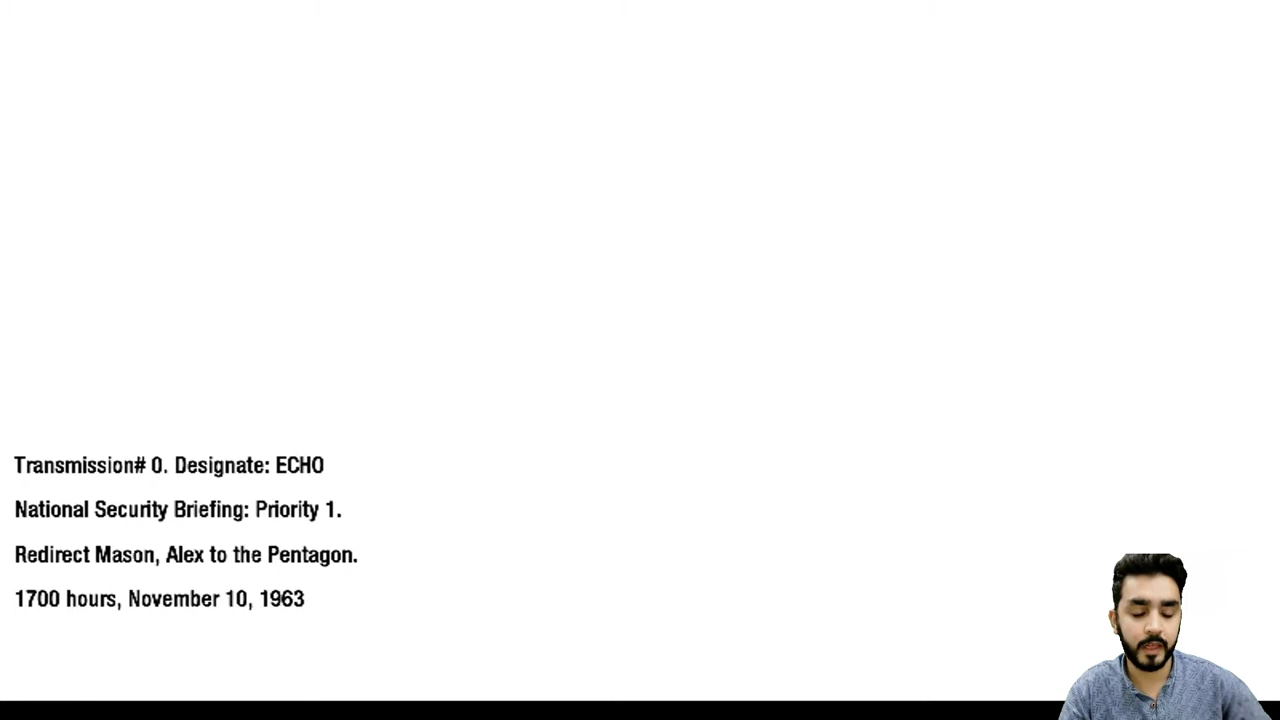 Transmission# 0. Designate: ECHO
National Security Briefing: Priority 1.
Redirect Mason, Alex to the Pentagon.
1700 hours, November 10, 1963